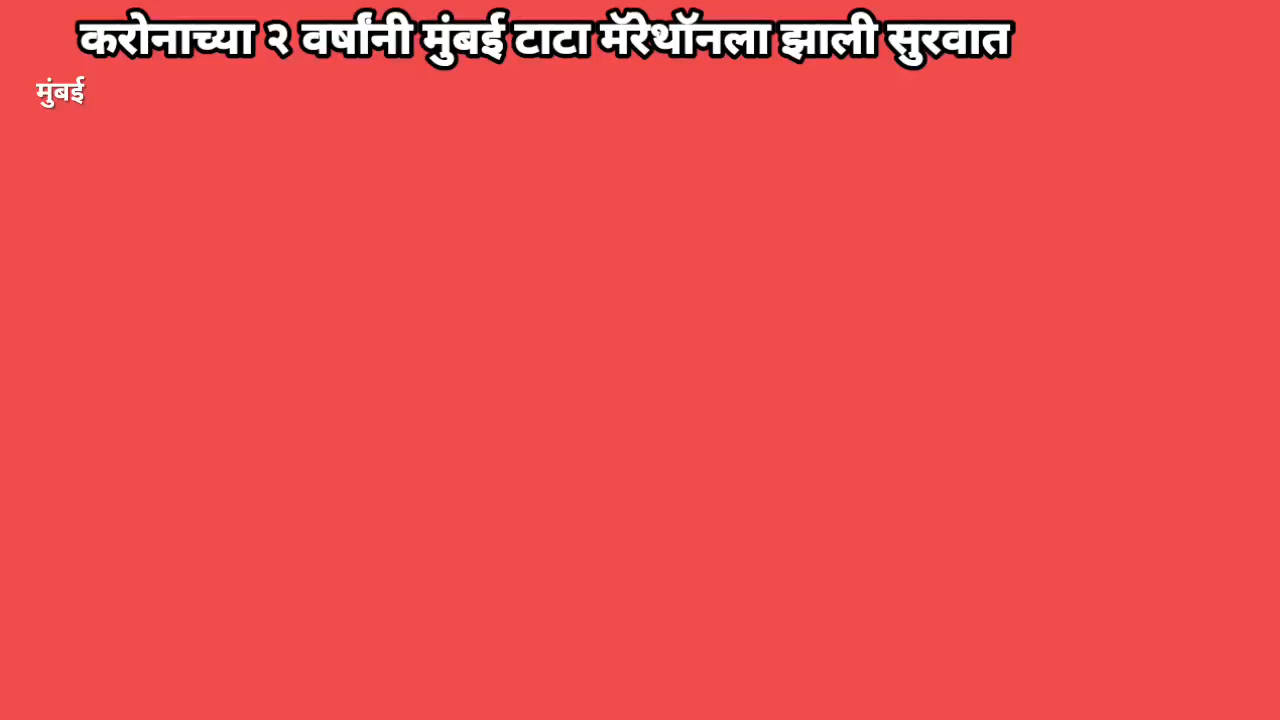 करोनाच्या २ वर्षांनी मुंबई टाटा मॅरेथॉनला झाली सुरवात
मुंबई